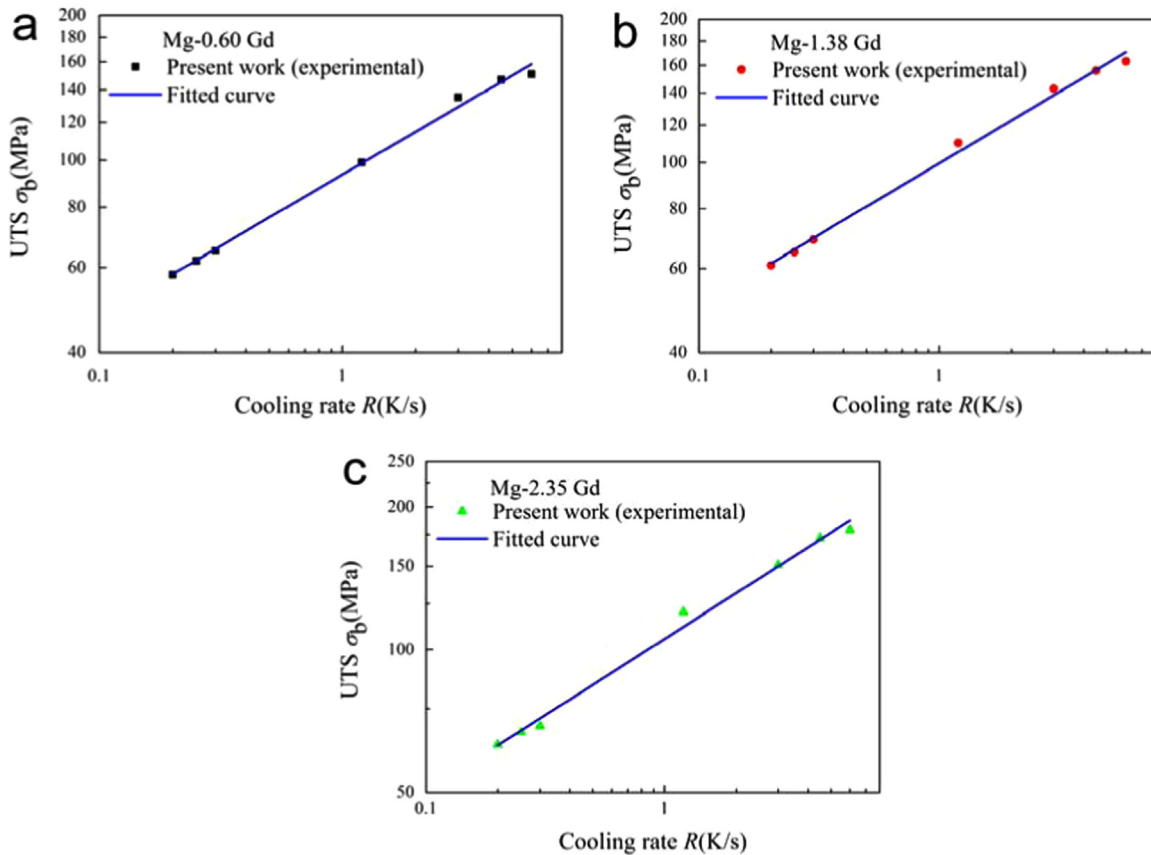 a
Mg-0.60 Gd
Present work (experimental)
Fitted curve
200
180
160
140
120
100
80
60
40
0.1
1
UTS σb(MPa)
Cooling rate R(K/s)
b
Mg-1.38 Gd
Present work (experimental)
Fitted curve
200
180
160
140
120
100
80
60
40
0.1
1
UTS σb(MPa)
Cooling rate R(K/s)
c
Mg-2.35 Gd
Present work (experimental)
Fitted curve
250
200
150
100
50
0.1
1
UTS σb(MPa)
Cooling rate R(K/s)